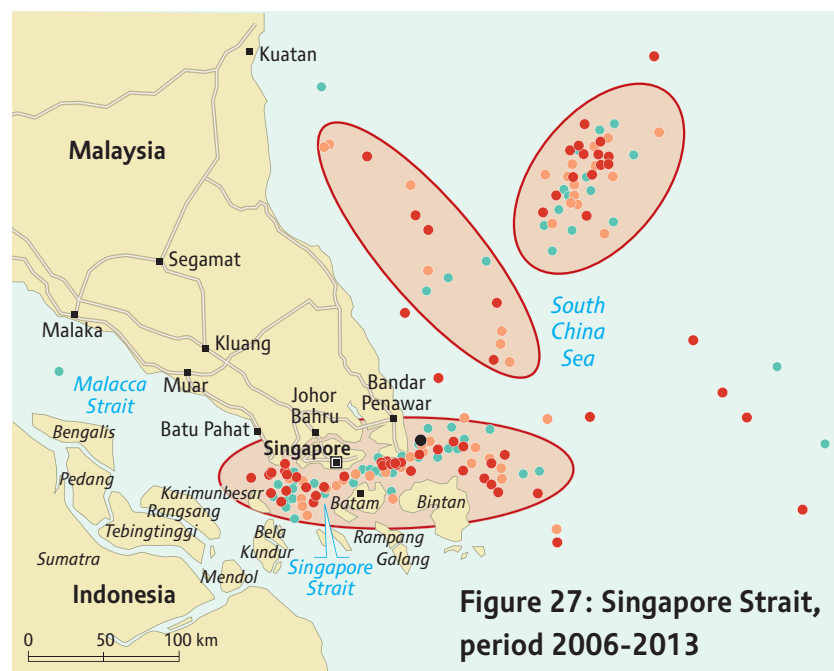 Kuatan
Malaysia
Segamat
South
China
Sea
Malaka
Kluang
Malacca
Strait
Muar
Johor
Bahru
Bandar
Penawar
Batu Pahat
Bengalis
Singapore
Pedang
Karimunbesar
Rangsang
Tebingtinggi
Batam
Bintan
Bela
Kundur
Rampang
Galang
Sumatra
Mendol
Singapore
Strait
Indonesia
0 50 100 km
Figure 27: Singapore Strait,
period 2006-2013